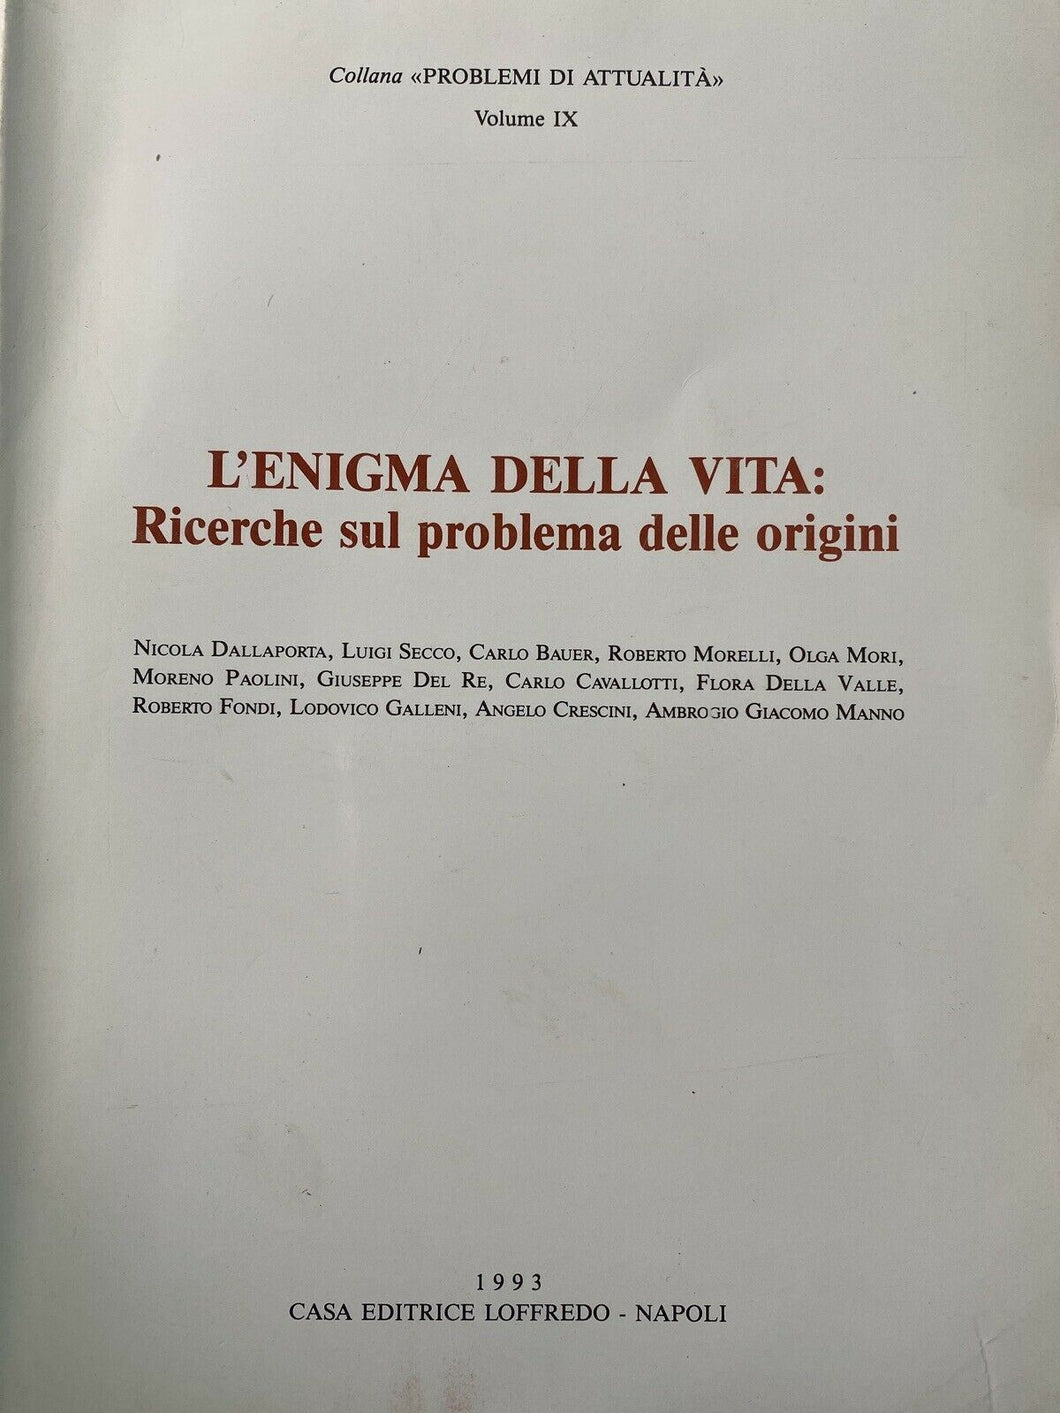 Collana «PROBLEMI DI ATTUALITÀ»
Volume IX
L'ENIGMA DELLA VITA:
Ricerche sul problema delle origini
NICOLA DALLAPORTA, LUIGI SECCO, CARLO BAUER, ROBERTO MORELLI, OLGA MORI,
MORENO PAOLINI, GIUSEPPE DEL RE, CARLO CAVALLOTTI, FLORA DELLA VALLE,
ROBERTO FONDI, LODOVICO GALLENI, ANGELO CRESCINI, AMBROGIO GIACOMO MANNO
1993
CASA EDITRICE LOFFREDO - NAPOLI